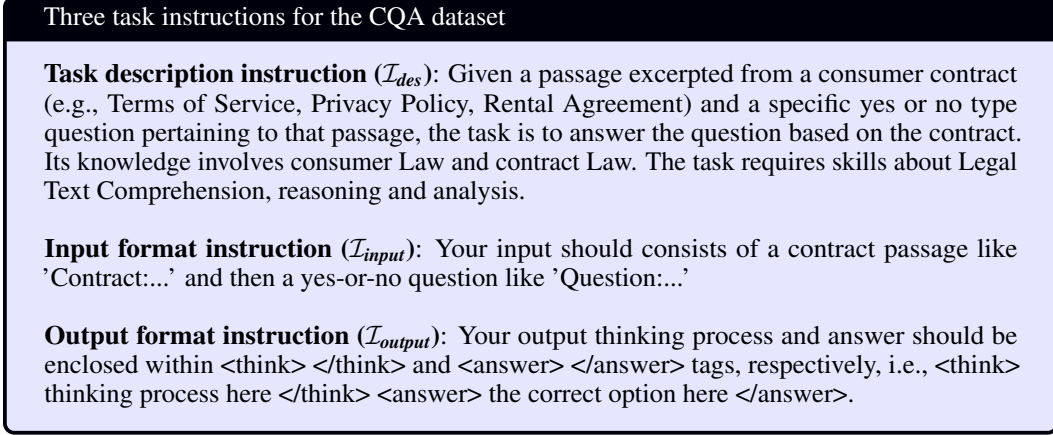 Three task instructions for the CQA dataset
Task description instruction (ℐdes): Given a passage excerpted from a consumer contract
(e.g., Terms of Service, Privacy Policy, Rental Agreement) and a specific yes or no type
question pertaining to that passage, the task is to answer the question based on the contract.
Its knowledge involves consumer Law and contract Law. The task requires skills about Legal
Text Comprehension, reasoning and analysis.
Input format instruction (ℐinput): Your input should consists of a contract passage like
’Contract:...’ and then a yes-or-no question like ’Question:...’
Output format instruction (ℐoutput): Your output thinking process and answer should be
enclosed within <think> </think> and <answer> </answer> tags, respectively, i.e., <think>
thinking process here </think> <answer> the correct option here </answer>.